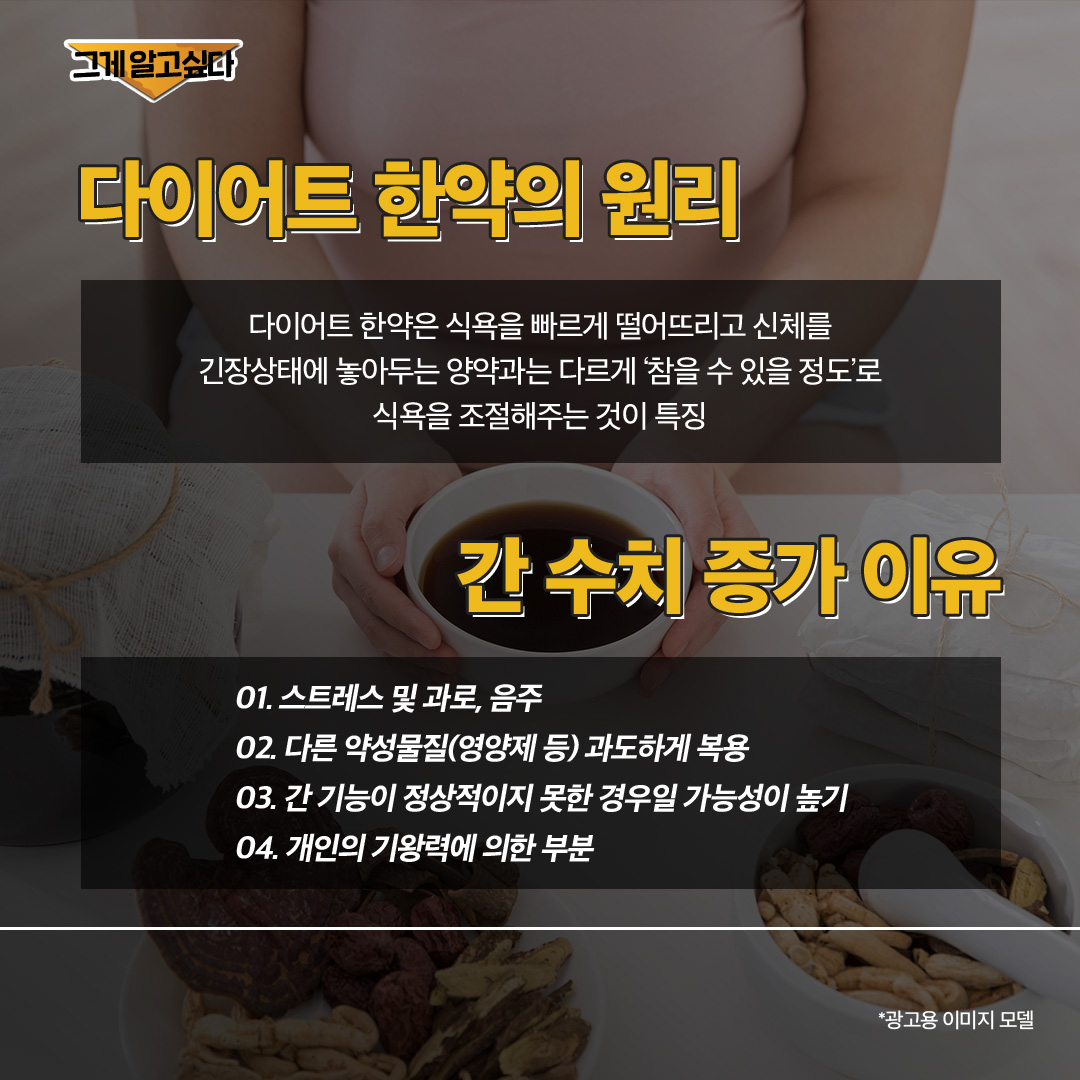 그게 알고싶다
다이어트 한약의 원리
다이어트 한약은 식욕을 빠르게 떨어뜨리고 신체를
긴장상태에 놓아두는 양약과는 다르게 ‘참을 수 있을 정도’로
식욕을 조절해주는 것이 특징
간 수치 증가 이유
01. 스트레스 및 과로, 음주
02. 다른 약성물질(영양제 등) 과도하게 복용
03. 간 기능이 정상적이지 못한 경우일 가능성이 높기
04. 개인의 기왕력에 의한 부분
*광고용 이미지 모델